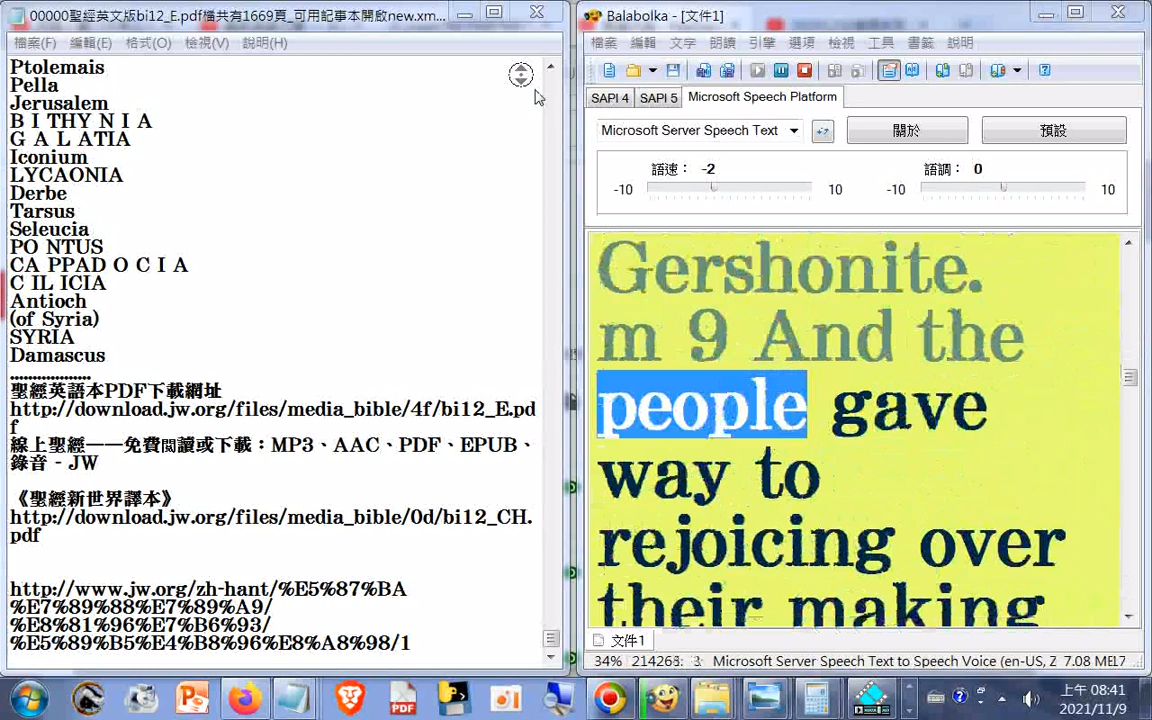 00000聖經英文版bi12_E.pdf檔共有1669頁_可用記事本開啟new.xm...
檔案(F) 編輯(E) 格式(O) 檢視(V) 說明(H)
Ptolemais
Pella
Jerusalem
B I THY N I A
G A L ATIA
Iconium
LYCAONIA
Derbe
Tarsus
Seleucia
PO NTUS
CA PPAD O C I A
C IL ICIA
Antioch
(of Syria)
SYRIA
Damascus
..................
聖經英語本PDF下載網址
http://download.jw.org/files/media_bible/4f/bi12_E.pd
f
線上聖經——免費閱讀或下載：MP3、AAC、PDF、EPUB、
錄音 - JW
《聖經新世界譯本》
http://download.jw.org/files/media_bible/0d/bi12_CH.
pdf
http://www.jw.org/zh-hant/%E5%87%BA
%E7%89%88%E7%89%A9/
%E8%81%96%E7%B6%93/
%E5%89%B5%E4%B8%96%E8%A8%98/1
Balabolka - [文件1]
檔案 編輯 文字 朗讀 引擎 選項 檢視 工具 書籤 說明
SAPI 4 SAPI 5 Microsoft Speech Platform
Microsoft Server Speech Text 關於 預設
語速： -2 語調： 0
-10 10 -10 10
Gershonite.
m 9 And the
people gave
way to
rejoicing over
their making
文件1
34% Microsoft Server Speech Text to Speech Voice (en-US, Z 7.08 ME
PDF
上午 08:41
2021/11/9